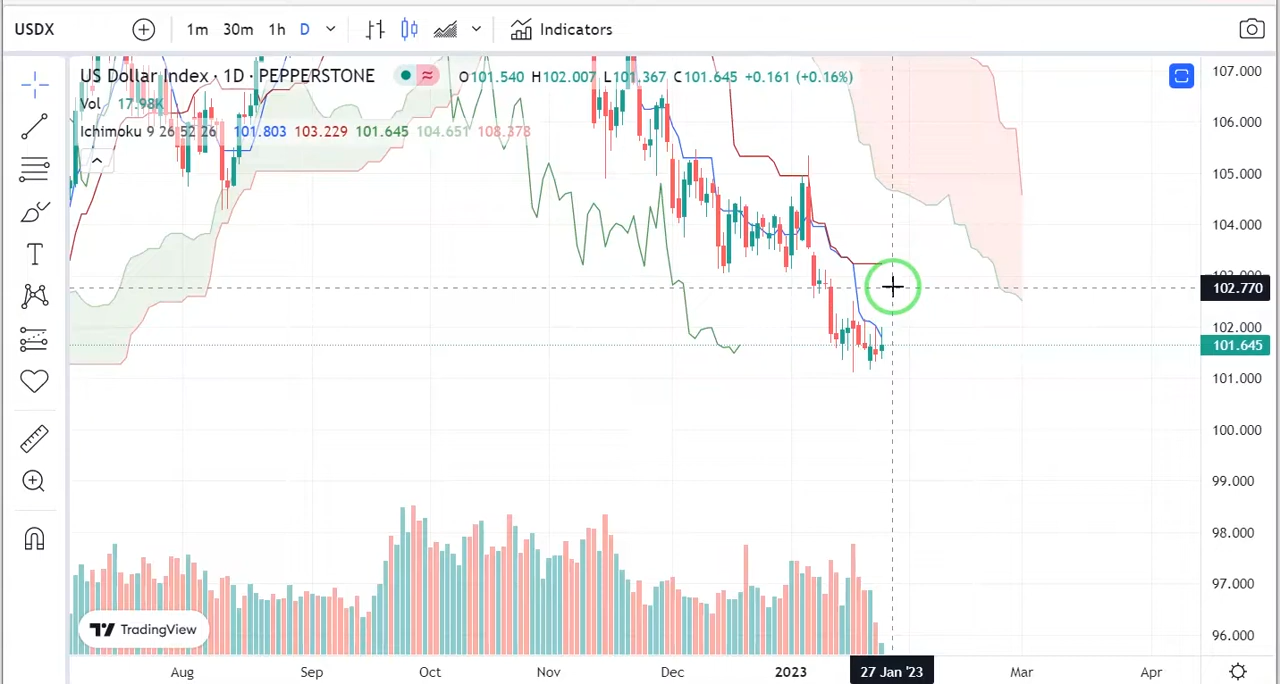 USDX 1m 30m 1h D Indicators
US Dollar Index · 1D · PEPPERSTONE O101.540 H102.007 L101.367 C101.645 +0.161 (+0.16%)
Vol 17.98K
Ichimoku 9 26 52 26 101.803 103.229 101.645 104.651 108.378
107.000
106.000
105.000
104.000
103.000
102.770
102.000
101.645
101.000
100.000
99.000
98.000
97.000
96.000
TradingView
Aug Sep Oct Nov Dec 2023 27 Jan '23 Mar Apr